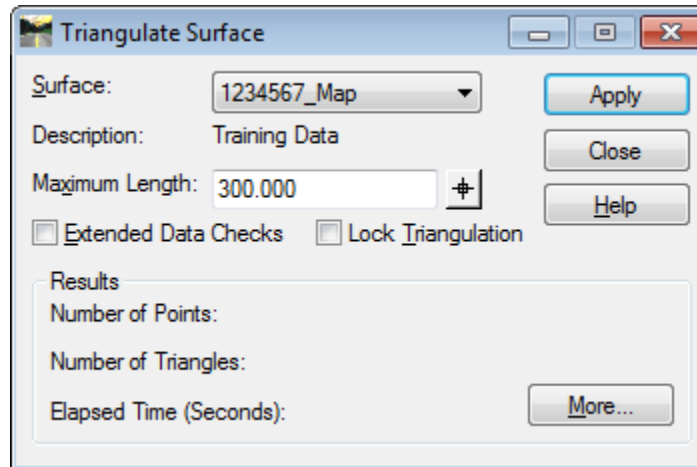 Triangulate Surface
Surface: 1234567_Map Apply
Description: Training Data Close
Maximum Length: 300.000 Help
Extended Data Checks Lock Triangulation
Results
Number of Points:
Number of Triangles:
Elapsed Time (Seconds): More...